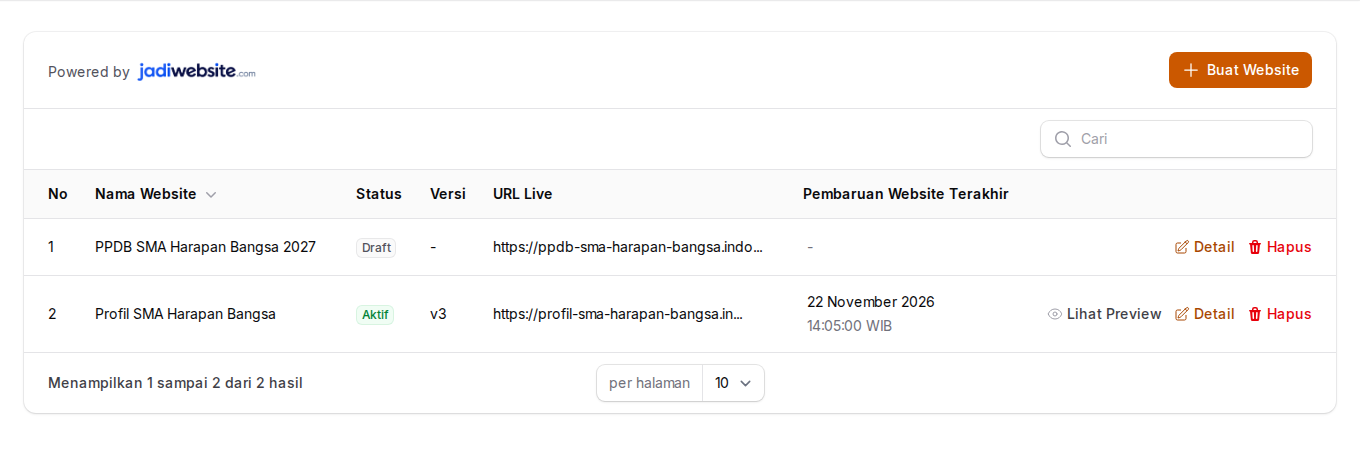 Powered by jadiwebsite.com
Buat Website
Cari
No Nama Website Status Versi URL Live Pembaruan Website Terakhir
1 PPDB SMA Harapan Bangsa 2027 Draft - https://ppdb-sma-harapan-bangsa.indo... - Detail Hapus
2 Profil SMA Harapan Bangsa Aktif v3 https://profil-sma-harapan-bangsa.in... 22 November 2026 14:05:00 WIB Lihat Preview Detail Hapus
Menampilkan 1 sampai 2 dari 2 hasil per halaman 10